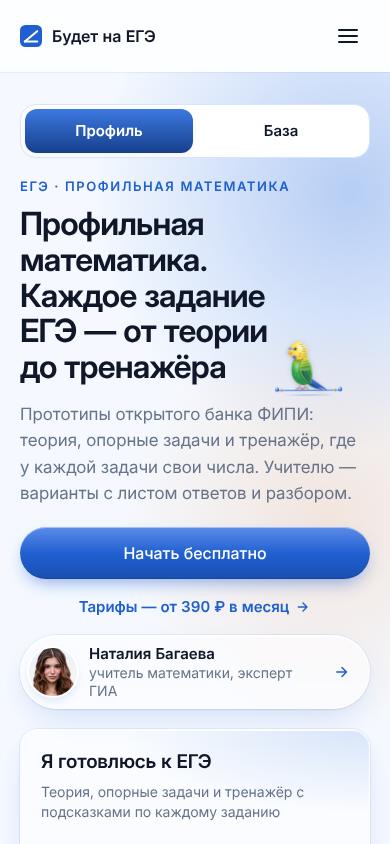 Будет на ЕГЭ
Профиль
База
ЕГЭ · ПРОФИЛЬНАЯ МАТЕМАТИКА
Профильная
математика.
Каждое задание
ЕГЭ — от теории
до тренажёра
Прототипы открытого банка ФИПИ:
теория, опорные задачи и тренажёр, где
у каждой задачи свои числа. Учителю —
варианты с листом ответов и разбором.
Начать бесплатно
Тарифы — от 390 ₽ в месяц →
Наталия Багаева
учитель математики, эксперт
ГИА
→
Я готовлюсь к ЕГЭ
Теория, опорные задачи и тренажёр с
подсказками по каждому заданию